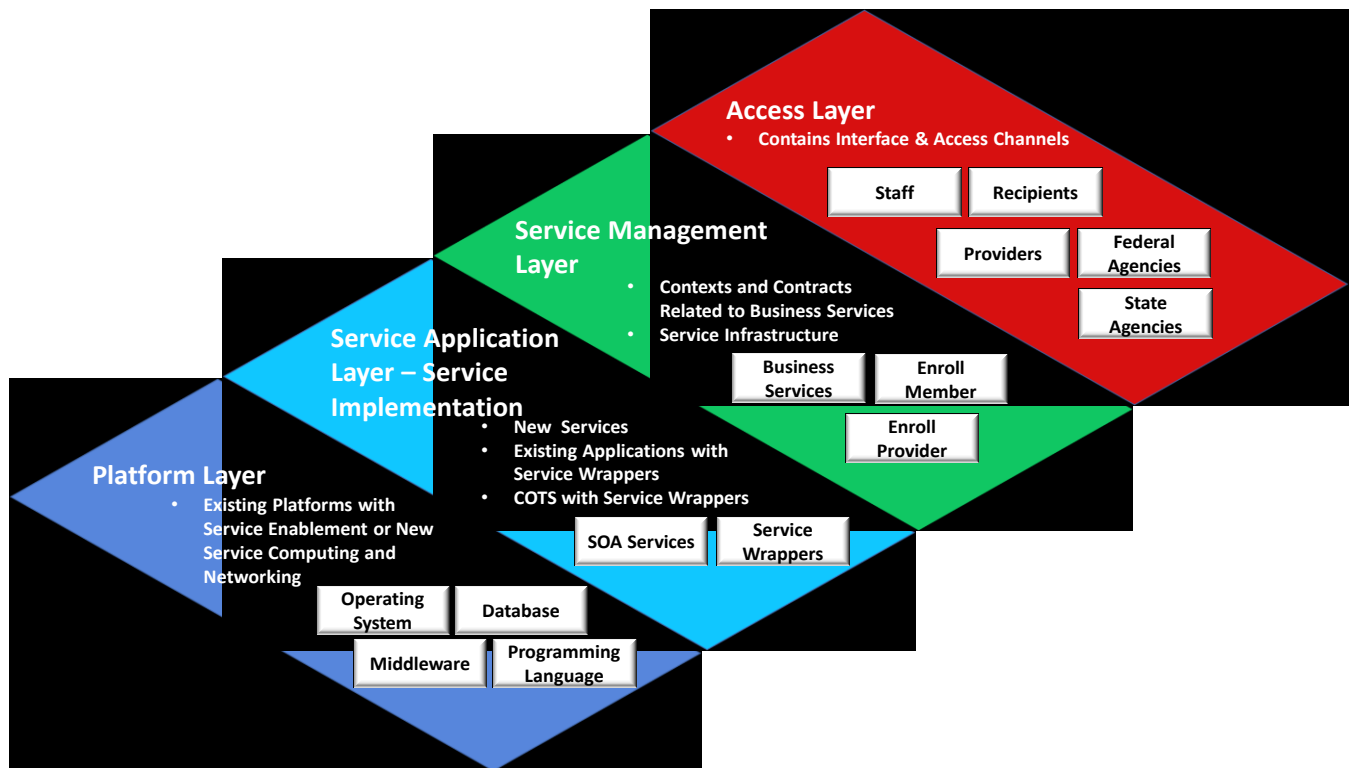 Access Layer
• Contains Interface & Access Channels
Staff
Recipients
Providers
Federal
Agencies
State
Agencies
Service Management
Layer
• Contexts and Contracts
Related to Business Services
• Service Infrastructure
Business
Services
Enroll
Member
Enroll
Provider
Service Application
Layer – Service
Implementation
• New Services
• Existing Applications with
Service Wrappers
• COTS with Service Wrappers
SOA Services
Service
Wrappers
Platform Layer
• Existing Platforms with
Service Enablement or New
Service Computing and
Networking
Operating
System
Database
Middleware
Programming
Language